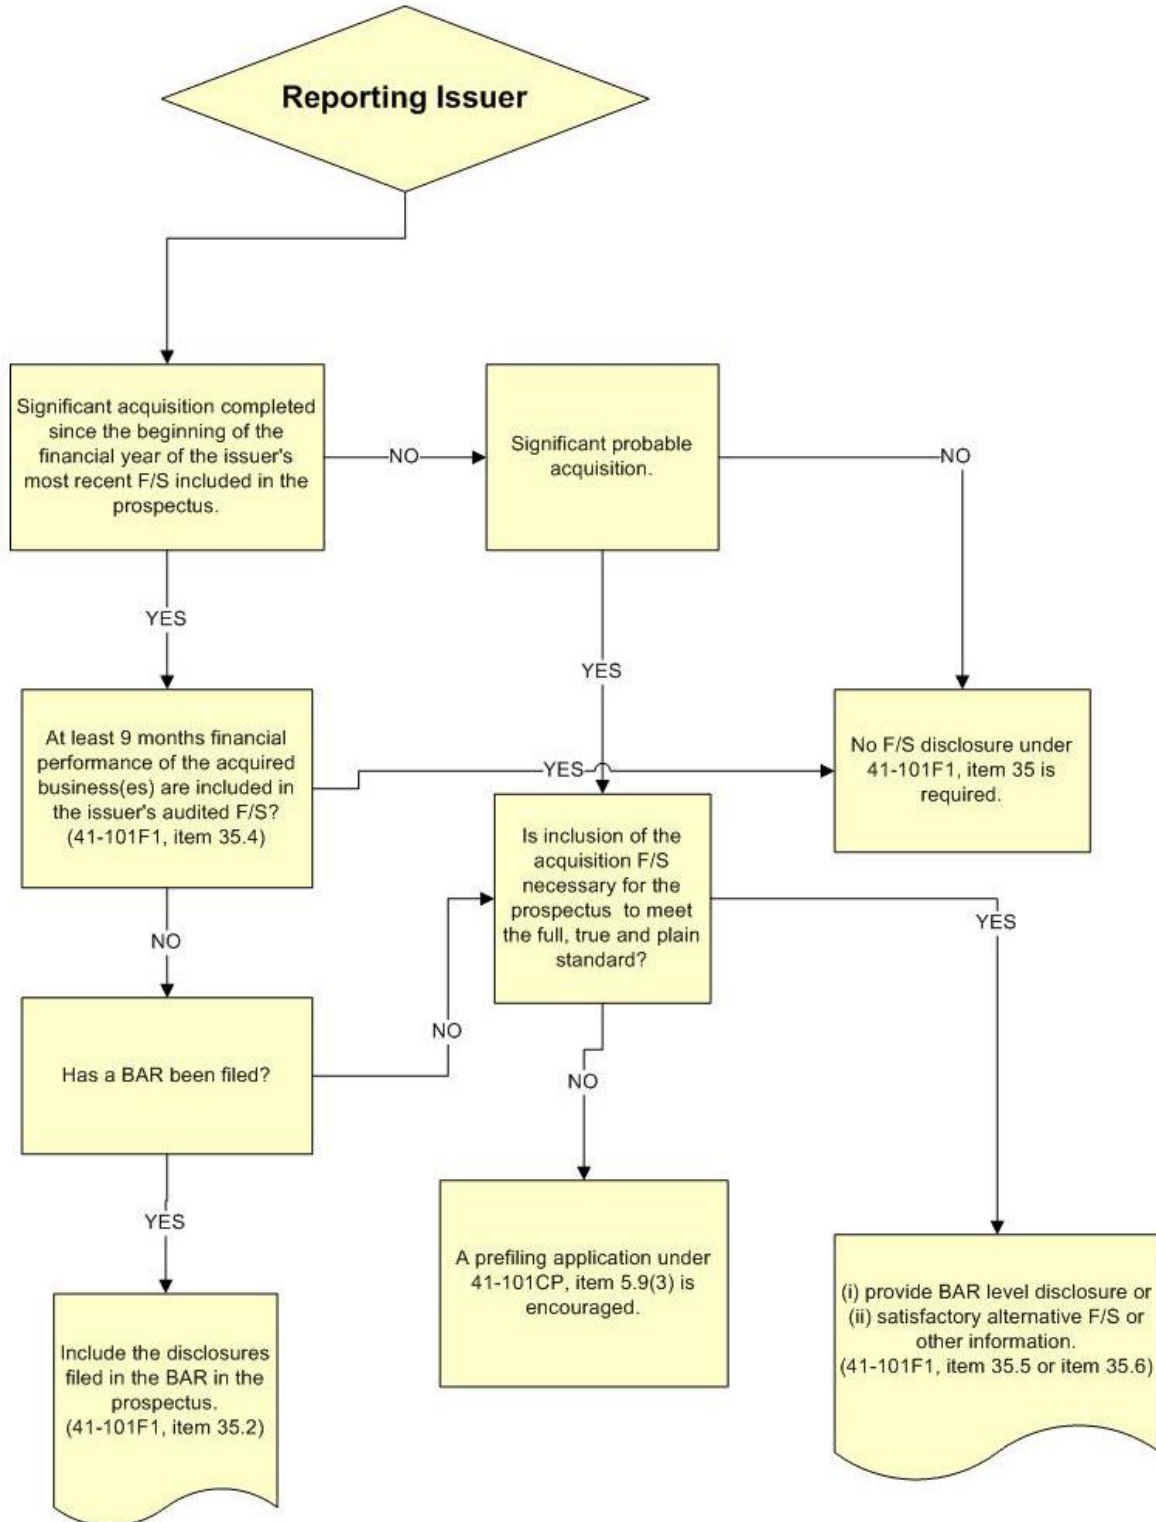 Reporting Issuer
Significant acquisition completed
since the beginning of the
financial year of the issuer's
most recent F/S included in the
prospectus.
NO
Significant probable
acquisition.
NO
YES
YES
At least 9 months financial
performance of the acquired
business(es) are included in
the issuer's audited F/S?
(41-101F1, item 35.4)
YES
No F/S disclosure under
41-101F1, item 35 is
required.
Is inclusion of the
acquisition F/S
necessary for the
prospectus to meet
the full, true and plain
standard?
YES
NO
Has a BAR been filed?
NO
NO
YES
A prefiling application under
41-101CP, item 5.9(3) is
encouraged.
(i) provide BAR level disclosure or
(ii) satisfactory alternative F/S or
other information.
(41-101F1, item 35.5 or item 35.6)
Include the disclosures
filed in the BAR in the
prospectus.
(41-101F1, item 35.2)